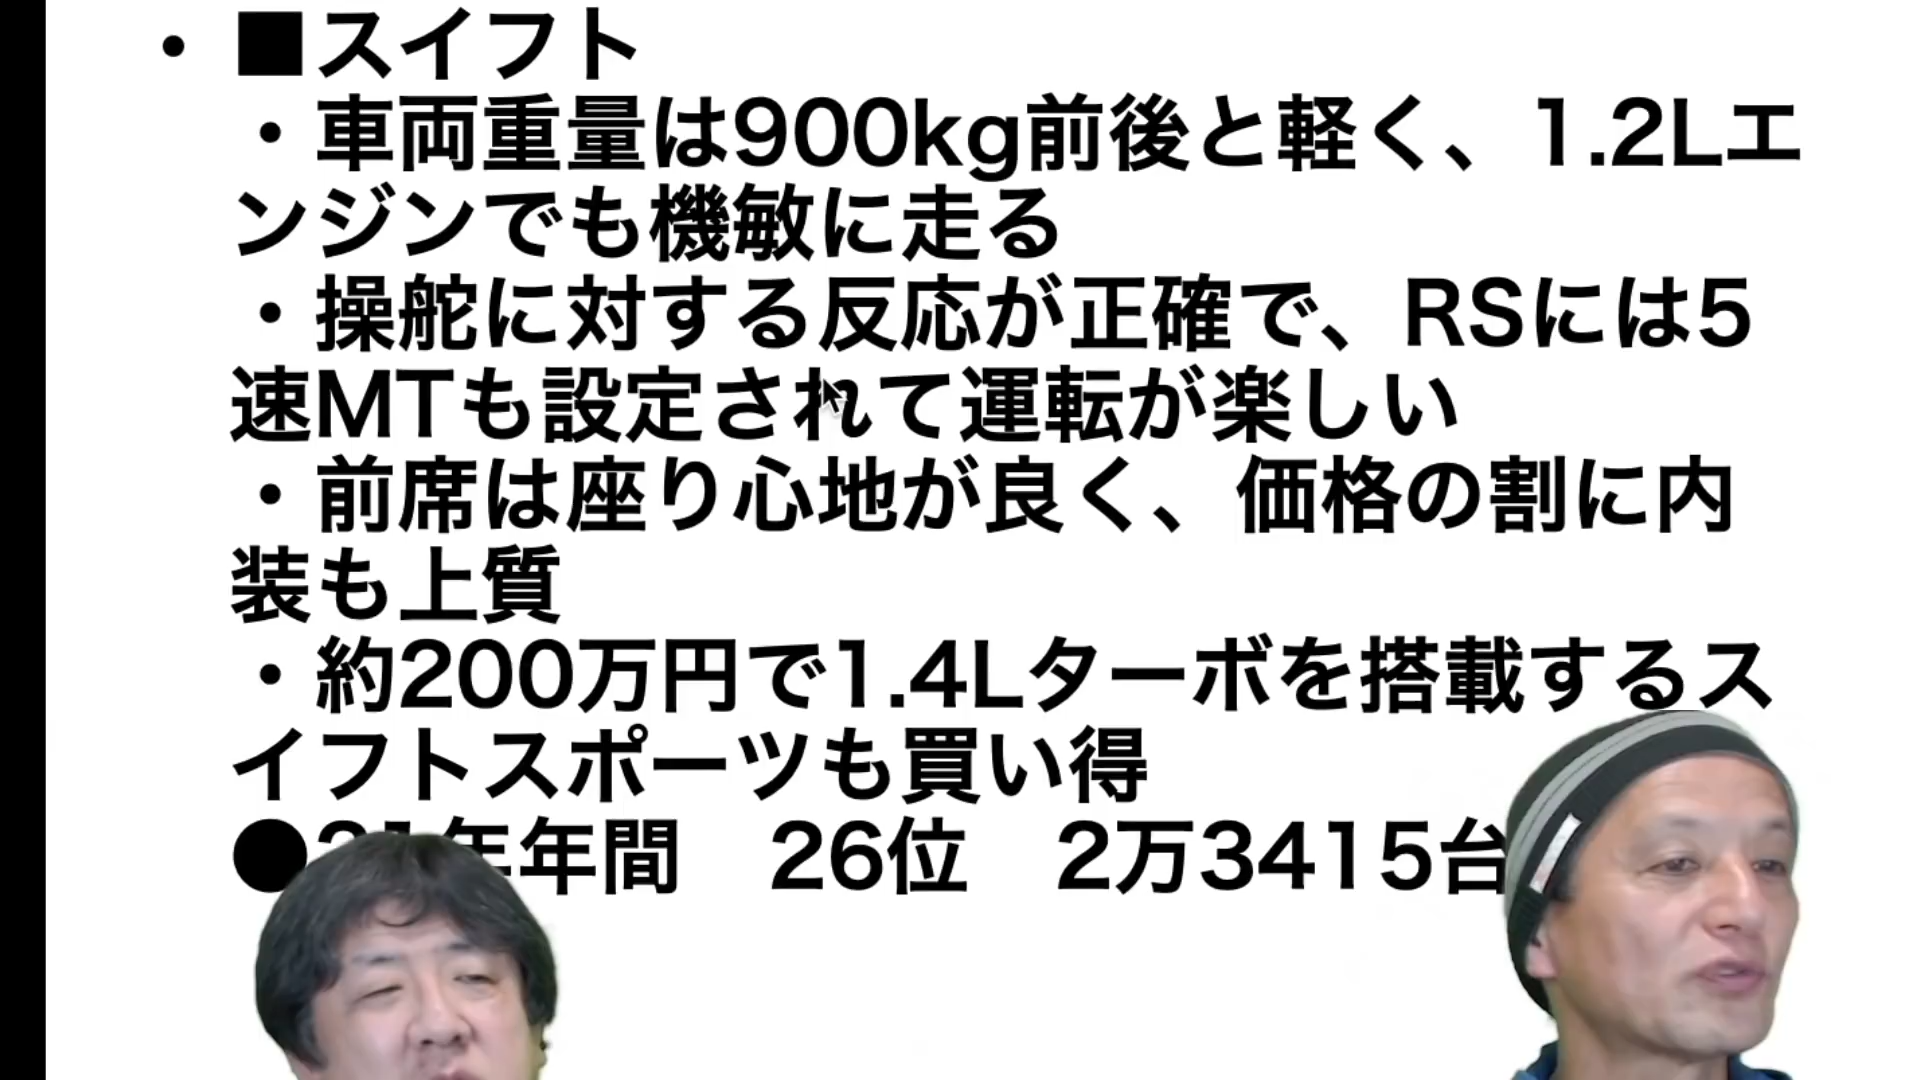 • ■スイフト
・車両重量は900kg前後と軽く、1.2Lエ
ンジンでも機敏に走る
・操舵に対する反応が正確で、RSには5
速MTも設定されて運転が楽しい
・前席は座り心地が良く、価格の割に内
装も上質
・約200万円で1.4Lターボを搭載するス
イフトスポーツも買い得
●21年年間　26位　2万3415台